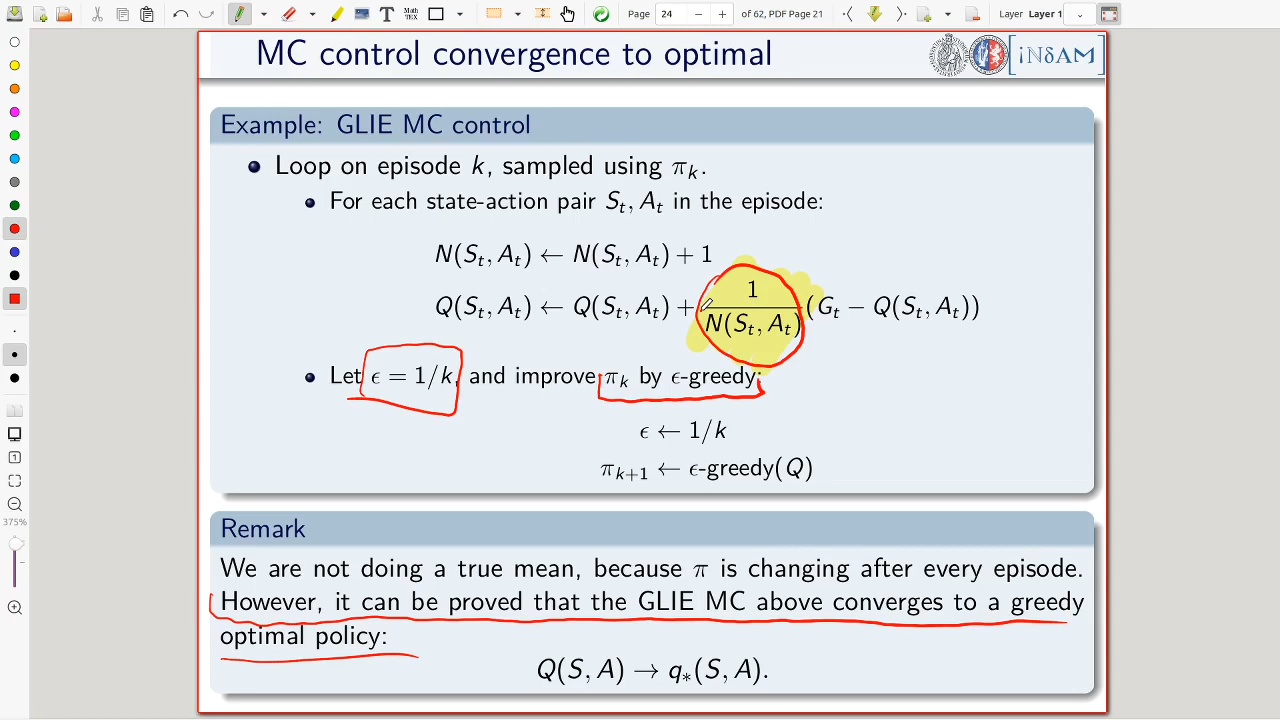 Page 24 of 60 PDF Page 21 Layer Layer 1
MC control convergence to optimal
[iNδAM]
Example: GLIE MC control
Loop on episode k, sampled using π_k.
For each state-action pair S_t, A_t in the episode:
N(S_t, A_t) ← N(S_t, A_t) + 1
Q(S_t, A_t) ← Q(S_t, A_t) + 1/N(S_t, A_t) (G_t − Q(S_t, A_t))
Let ϵ = 1/k, and improve π_k by ϵ-greedy:
ϵ ← 1/k
π_{k+1} ← ϵ-greedy(Q)
Remark
We are not doing a true mean, because π is changing after every episode.
However, it can be proved that the GLIE MC above converges to a greedy
optimal policy:
Q(S, A) → q_*(S, A).
375%